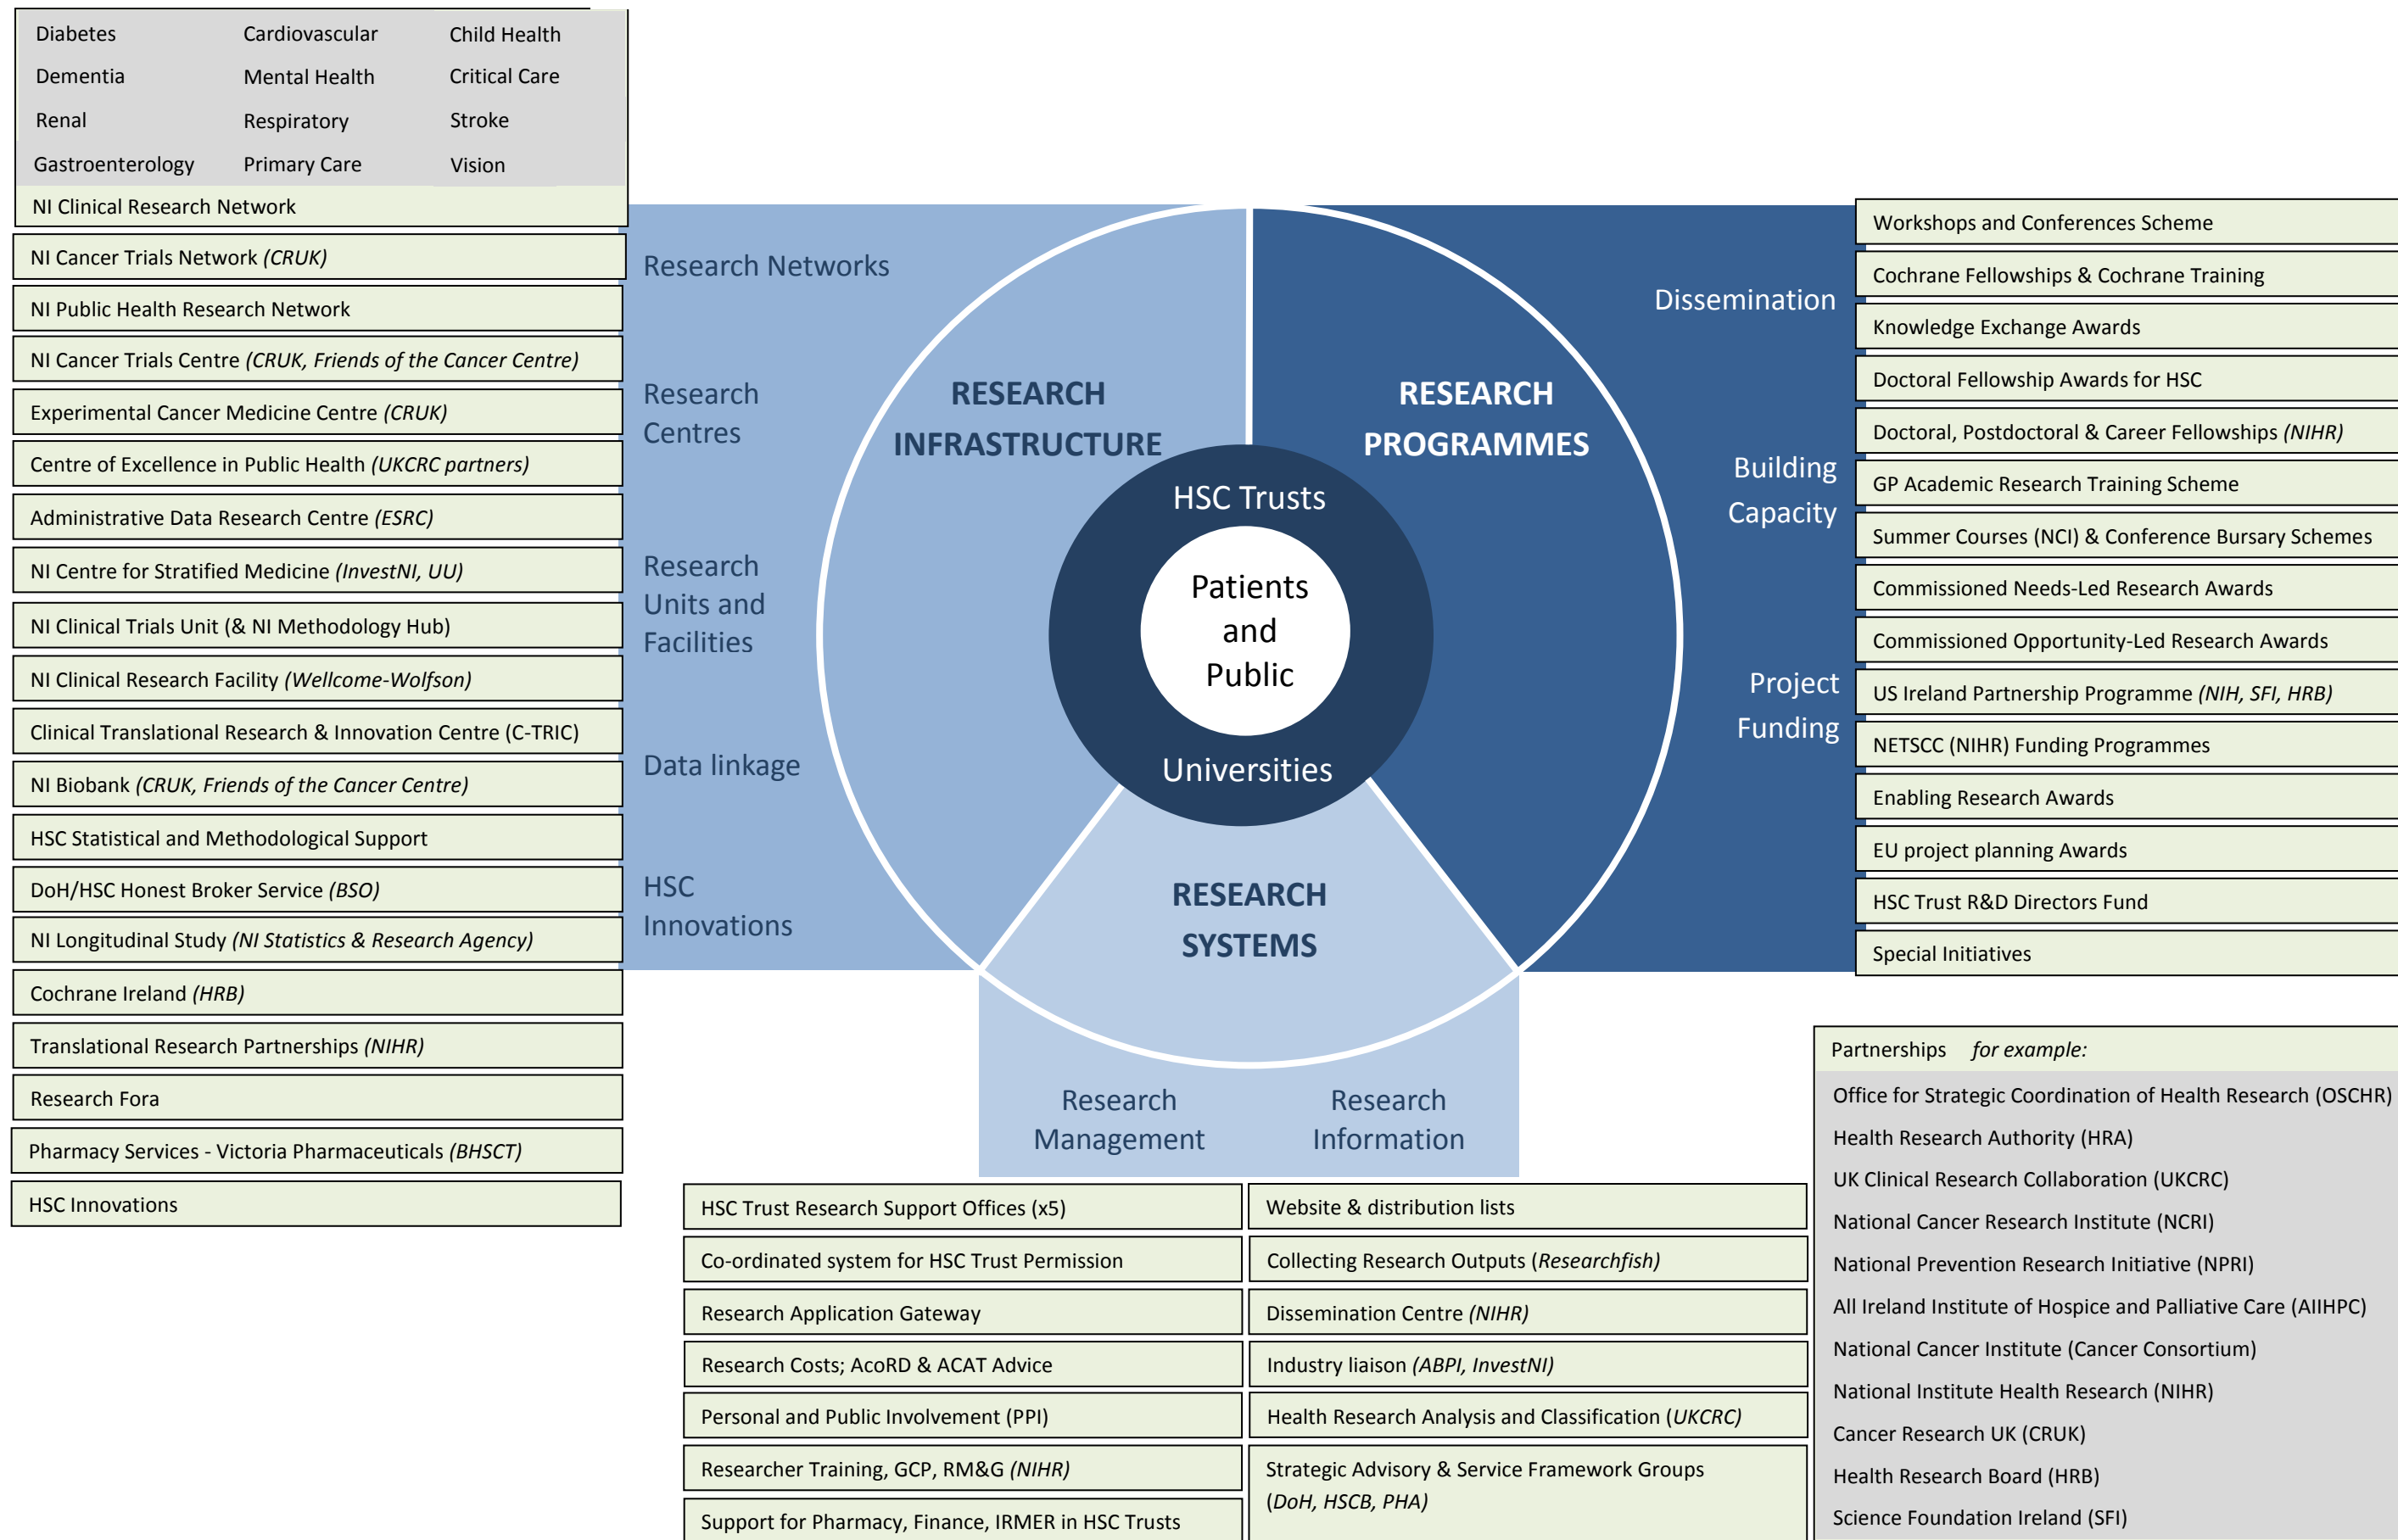 Diabetes Cardiovascular Child Health
Dementia Mental Health Critical Care
Renal Respiratory Stroke
Gastroenterology Primary Care Vision
NI Clinical Research Network
NI Cancer Trials Network (CRUK)
NI Public Health Research Network
NI Cancer Trials Centre (CRUK, Friends of the Cancer Centre)
Experimental Cancer Medicine Centre (CRUK)
Centre of Excellence in Public Health (UKCRC partners)
Administrative Data Research Centre (ESRC)
NI Centre for Stratified Medicine (InvestNI, UU)
NI Clinical Trials Unit (& NI Methodology Hub)
NI Clinical Research Facility (Wellcome-Wolfson)
Clinical Translational Research & Innovation Centre (C-TRIC)
NI Biobank (CRUK, Friends of the Cancer Centre)
HSC Statistical and Methodological Support
DoH/HSC Honest Broker Service (BSO)
NI Longitudinal Study (NI Statistics & Research Agency)
Cochrane Ireland (HRB)
Translational Research Partnerships (NIHR)
Research Fora
Pharmacy Services - Victoria Pharmaceuticals (BHSCT)
HSC Innovations
Research Networks
Research
Centres
Research
Units and
Facilities
Data linkage
HSC
Innovations
RESEARCH
INFRASTRUCTURE
RESEARCH
PROGRAMMES
HSC Trusts
Patients
and
Public
Universities
RESEARCH
SYSTEMS
Research
Management
Research
Information
Dissemination
Building
Capacity
Project
Funding
Workshops and Conferences Scheme
Cochrane Fellowships & Cochrane Training
Knowledge Exchange Awards
Doctoral Fellowship Awards for HSC
Doctoral, Postdoctoral & Career Fellowships (NIHR)
GP Academic Research Training Scheme
Summer Courses (NCI) & Conference Bursary Schemes
Commissioned Needs-Led Research Awards
Commissioned Opportunity-Led Research Awards
US Ireland Partnership Programme (NIH, SFI, HRB)
NETSCC (NIHR) Funding Programmes
Enabling Research Awards
EU project planning Awards
HSC Trust R&D Directors Fund
Special Initiatives
HSC Trust Research Support Offices (x5)
Co-ordinated system for HSC Trust Permission
Research Application Gateway
Research Costs; AcoRD & ACAT Advice
Personal and Public Involvement (PPI)
Researcher Training, GCP, RM&G (NIHR)
Support for Pharmacy, Finance, IRMER in HSC Trusts
Website & distribution lists
Collecting Research Outputs (Researchfish)
Dissemination Centre (NIHR)
Industry liaison (ABPI, InvestNI)
Health Research Analysis and Classification (UKCRC)
Strategic Advisory & Service Framework Groups
(DoH, HSCB, PHA)
Partnerships for example:
Office for Strategic Coordination of Health Research (OSCHR)
Health Research Authority (HRA)
UK Clinical Research Collaboration (UKCRC)
National Cancer Research Institute (NCRI)
National Prevention Research Initiative (NPRI)
All Ireland Institute of Hospice and Palliative Care (AIIHPC)
National Cancer Institute (Cancer Consortium)
National Institute Health Research (NIHR)
Cancer Research UK (CRUK)
Health Research Board (HRB)
Science Foundation Ireland (SFI)